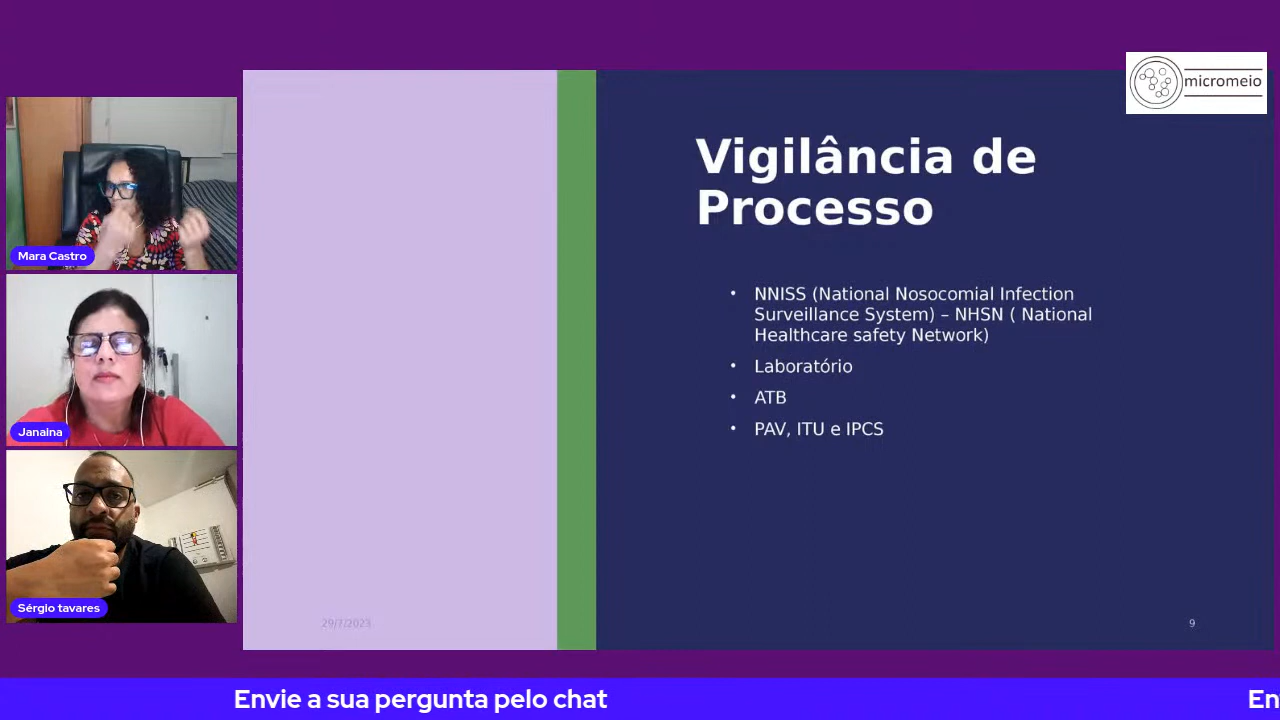 micromeio
Vigilância de
Processo
• NNISS (National Nosocomial Infection
Surveillance System) – NHSN ( National
Healthcare safety Network)
• Laboratório
• ATB
• PAV, ITU e IPCS
29/7/2023
9
Mara Castro
Janaina
Sérgio tavares
Envie a sua pergunta pelo chat
En